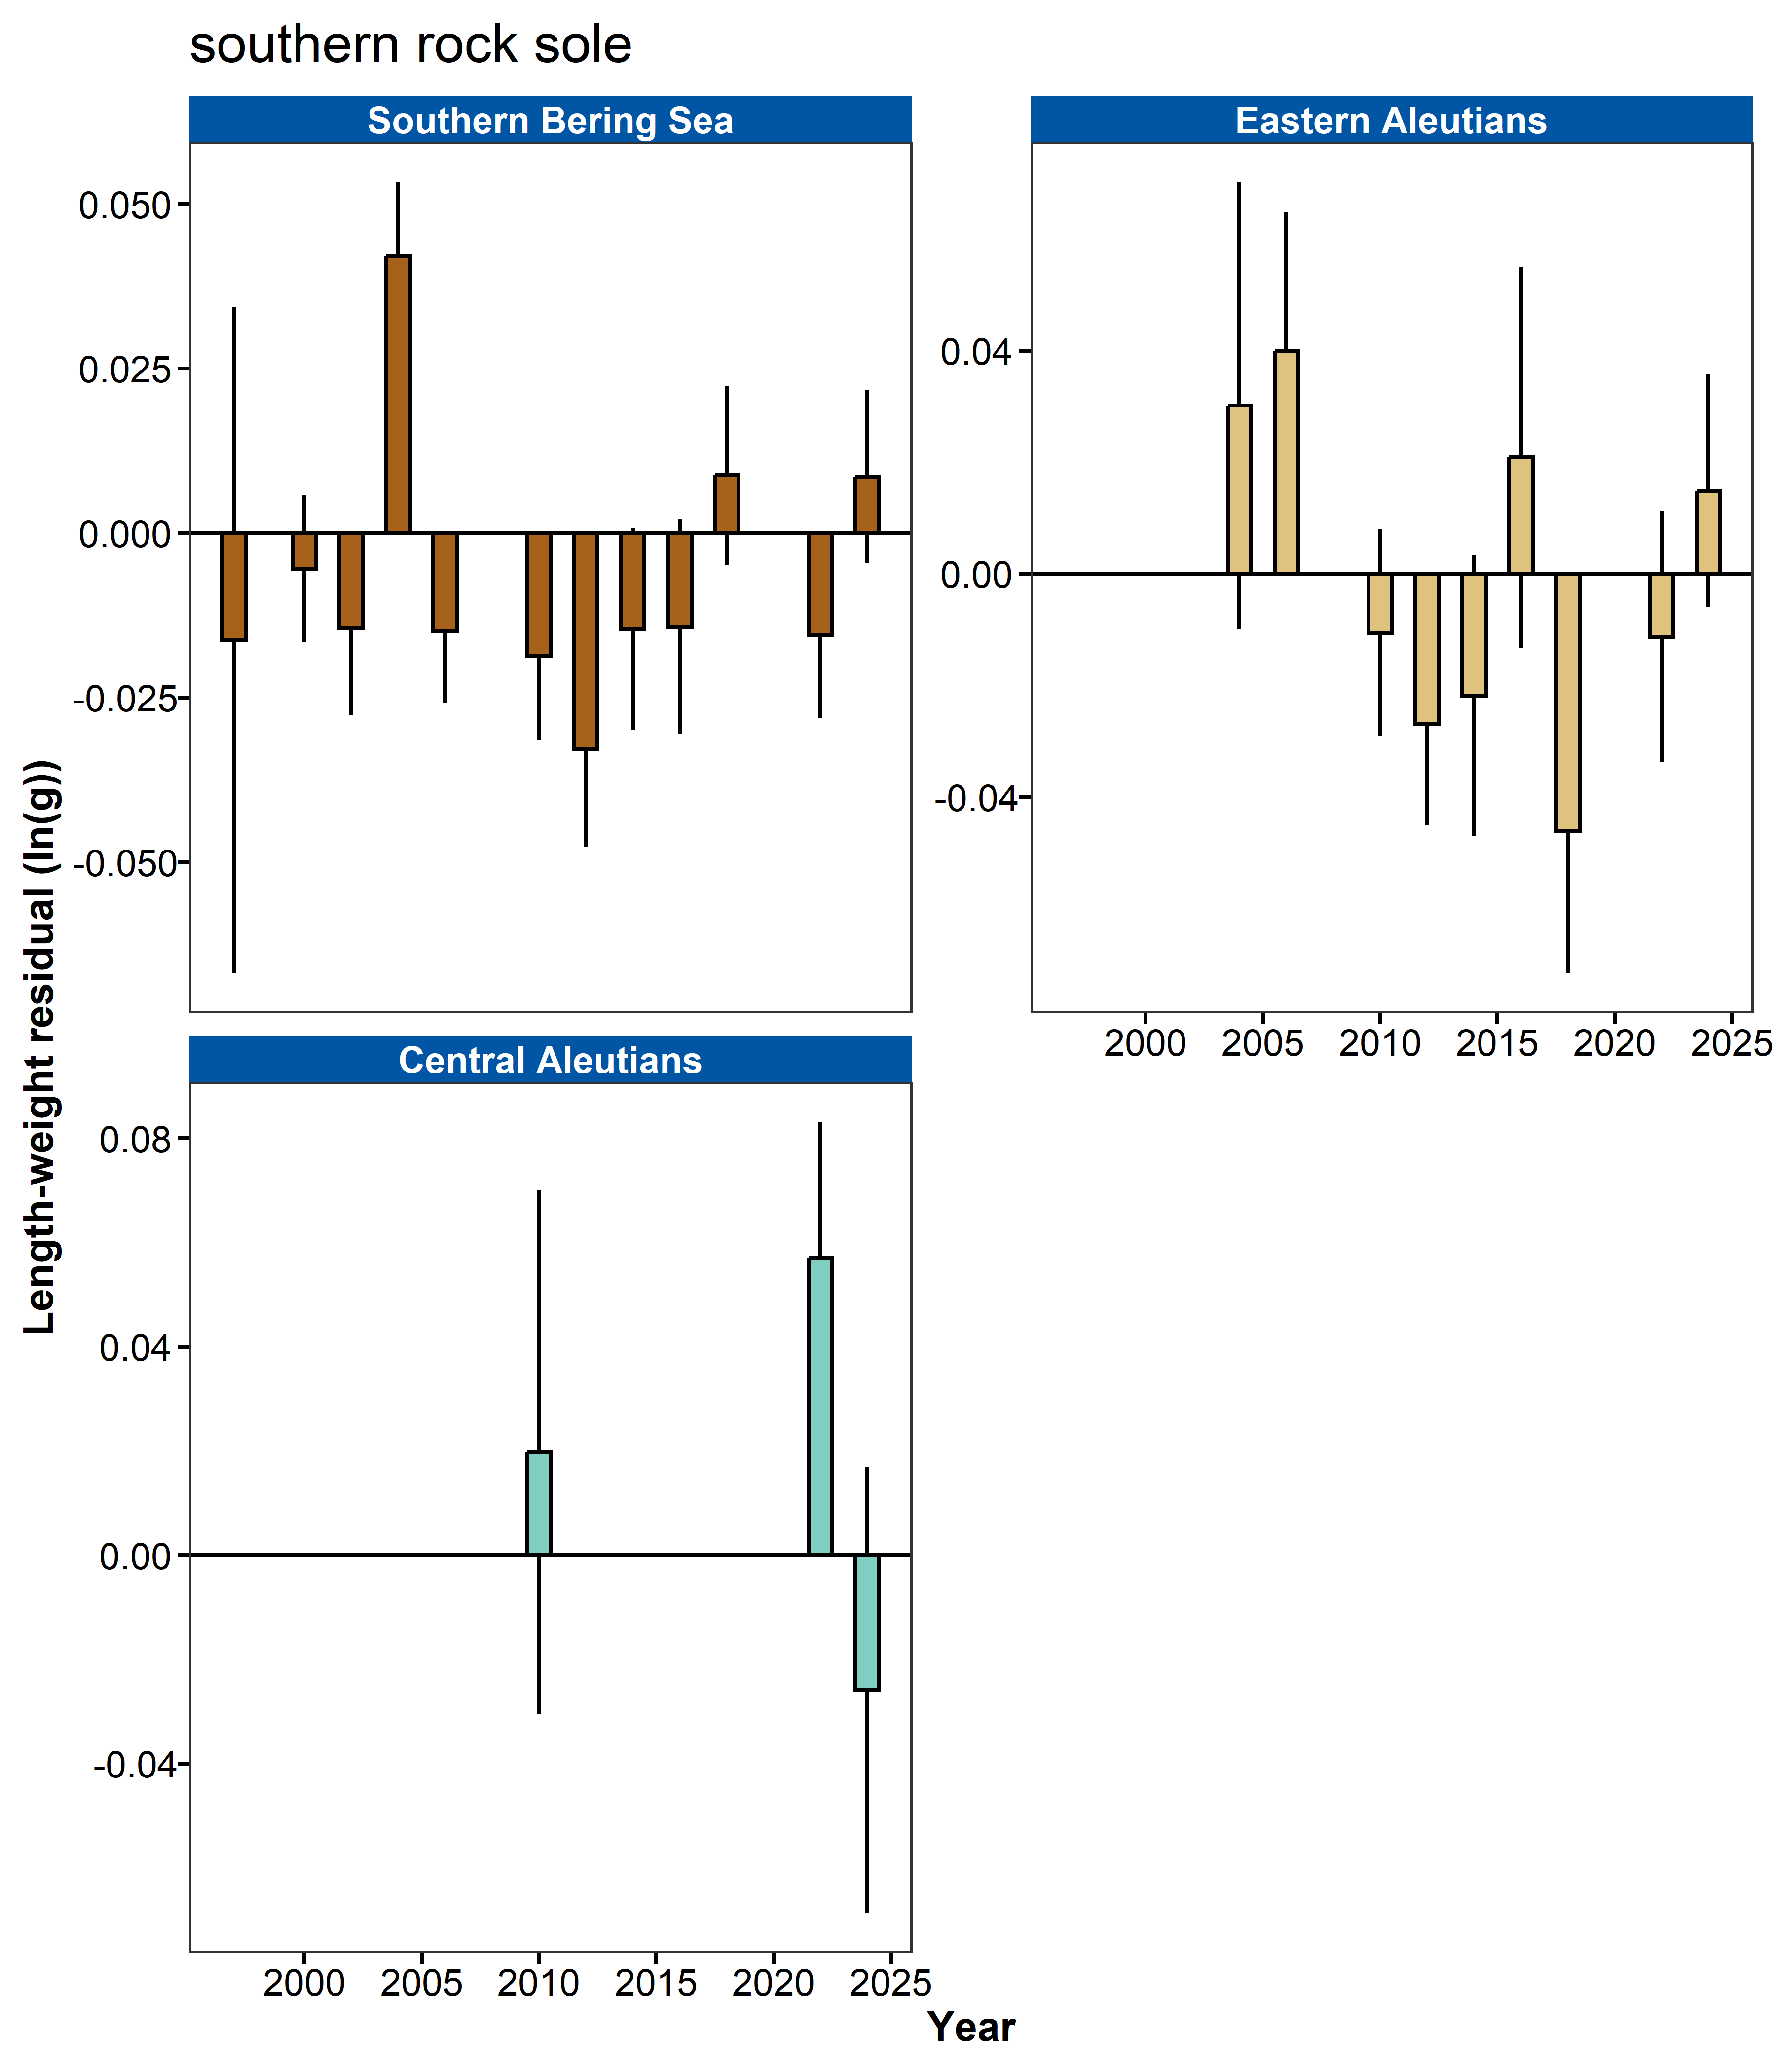 southern rock sole
Southern Bering Sea
Eastern Aleutians
0.050
0.025
0.000
-0.025
-0.050
0.04
0.00
-0.04
2000 2005 2010 2015 2020 2025
Central Aleutians
0.08
0.04
0.00
-0.04
2000 2005 2010 2015 2020 2025
Length-weight residual (ln(g))
Year